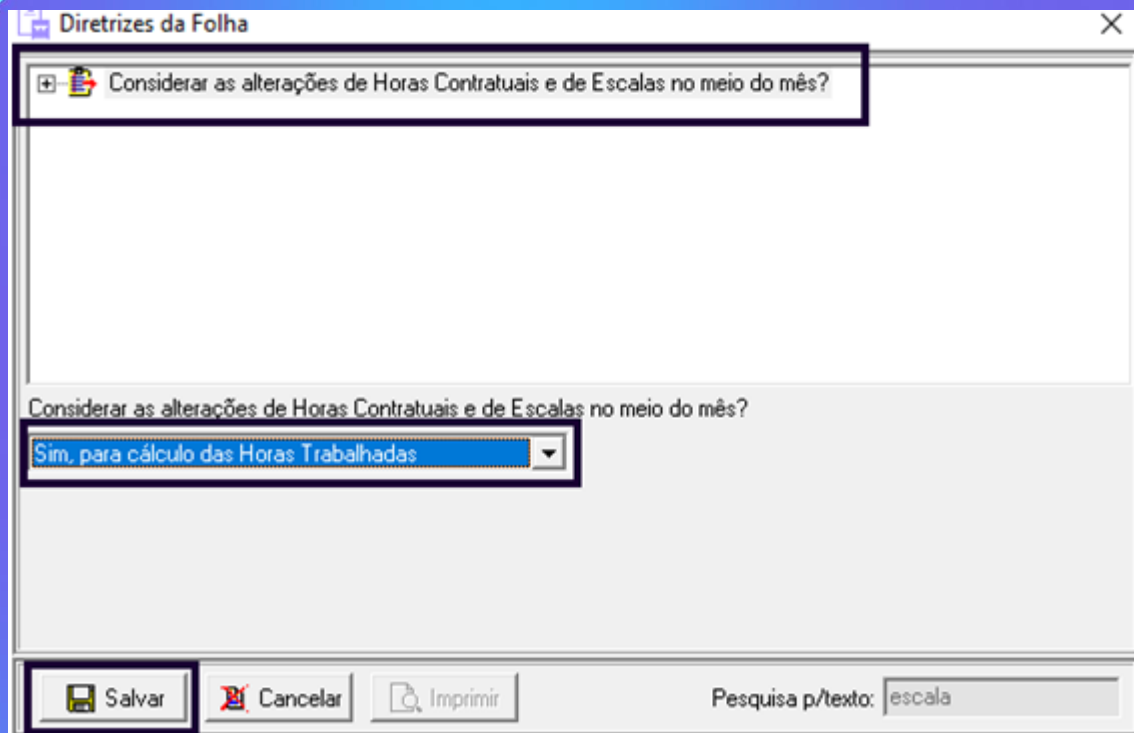 Diretrizes da Folha
Considerar as alterações de Horas Contratuais e de Escalas no meio do mês?
Considerar as alterações de Horas Contratuais e de Escalas no meio do mês?
Sim, para cálculo das Horas Trabalhadas
Salvar Cancelar Imprimir Pesquisa p/texto: escala